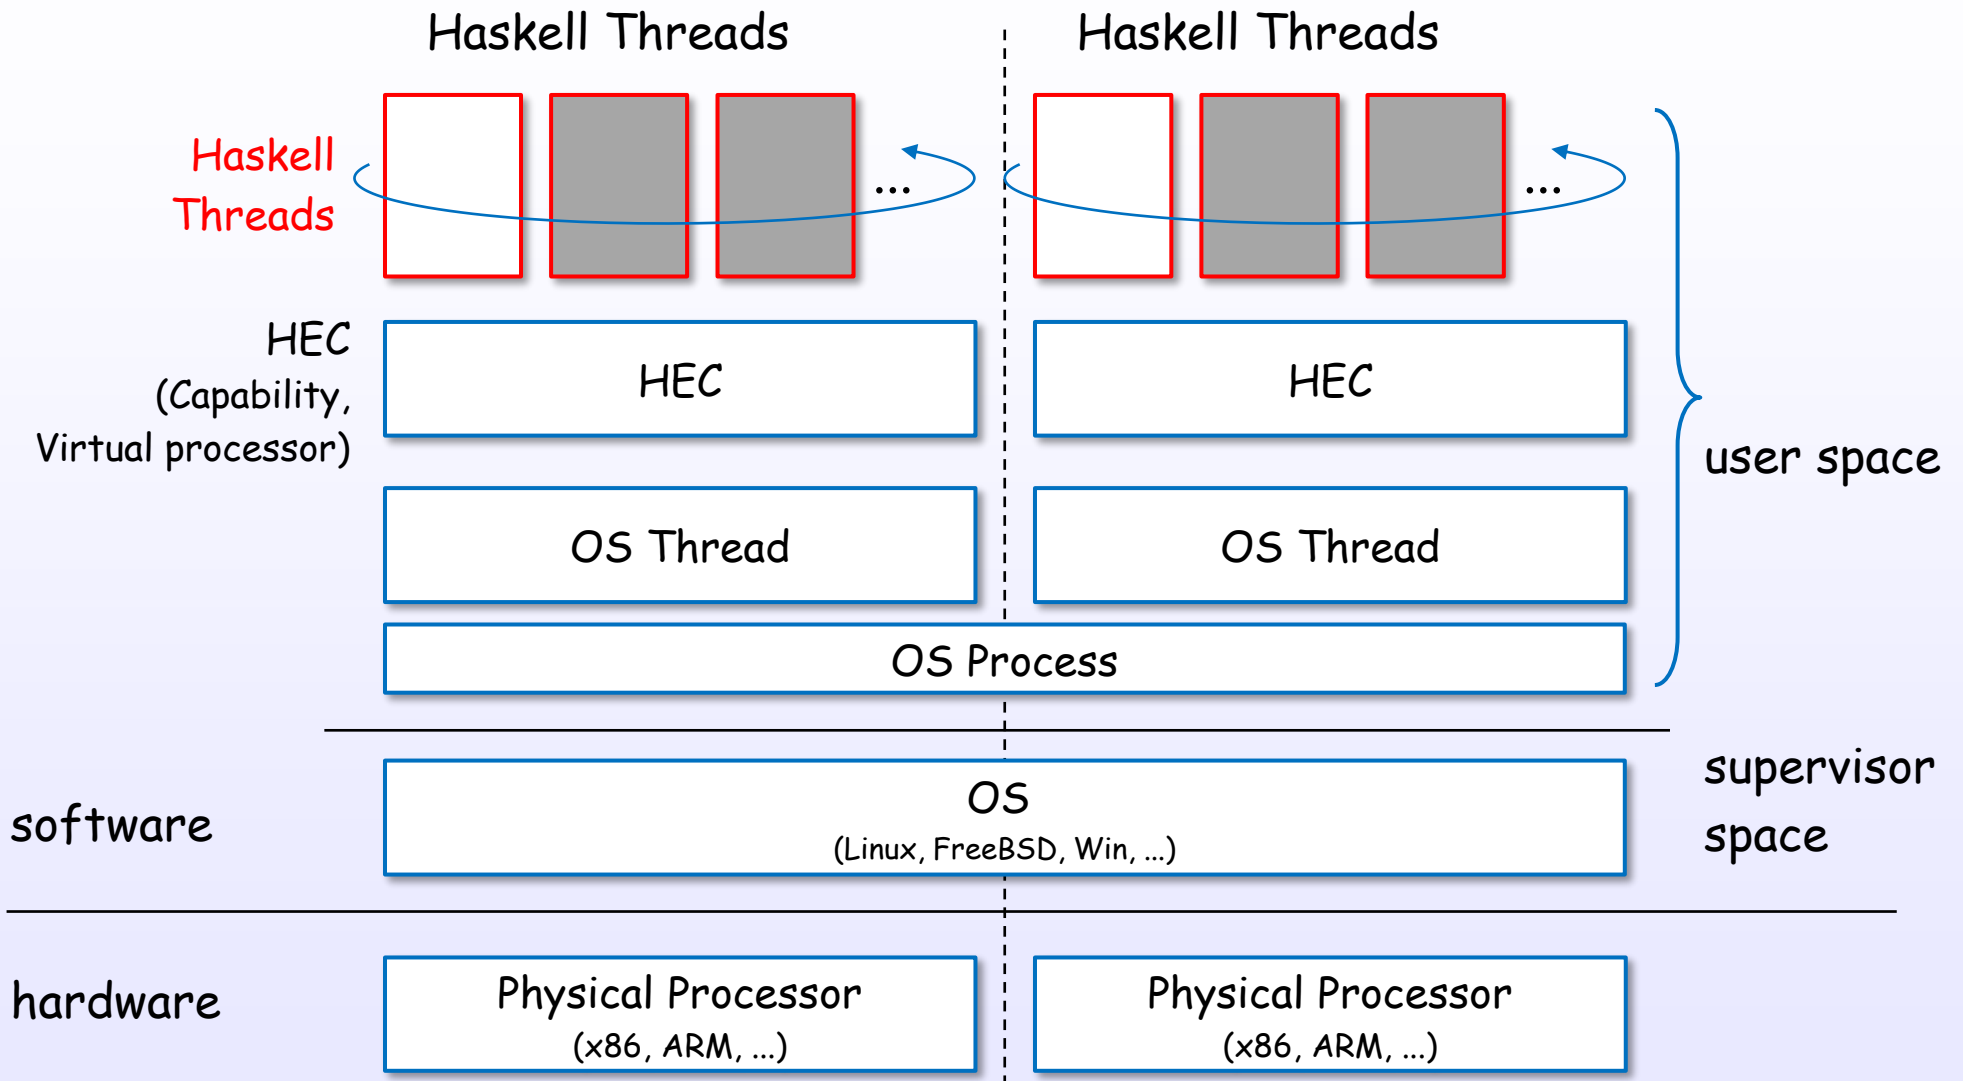 Haskell Threads
Haskell Threads
Haskell
Threads
...
...
HEC
(Capability,
Virtual processor)
HEC
HEC
user space
OS Thread
OS Thread
OS Process
supervisor
space
software
OS
(Linux, FreeBSD, Win, ...)
hardware
Physical Processor
(x86, ARM, ...)
Physical Processor
(x86, ARM, ...)